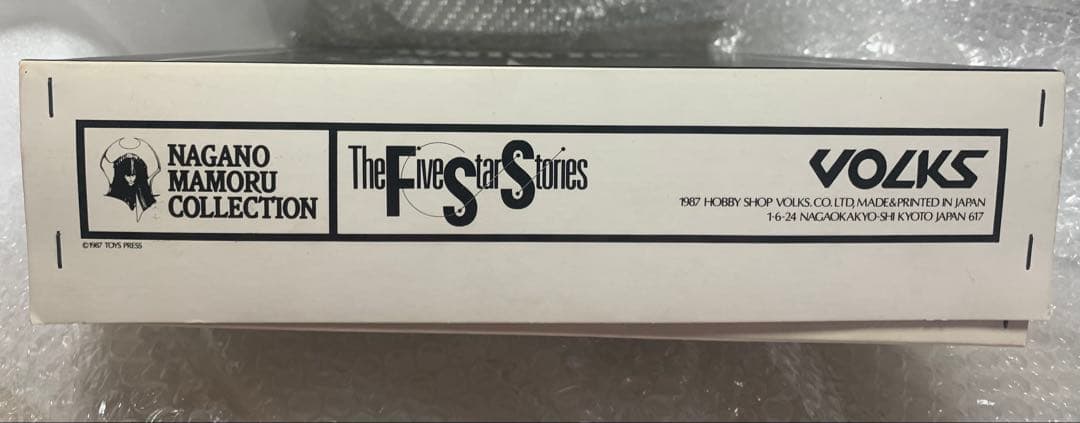 NAGANO
MAMORU
COLLECTION
The Five Star Stories
VOLKS
1987 HOBBY SHOP VOLKS. CO. LTD, MADE&PRINTED IN JAPAN
1-6-24 NAGAOKAKYO-SHI KYOTO JAPAN 617
©1987 TOYS PRESS